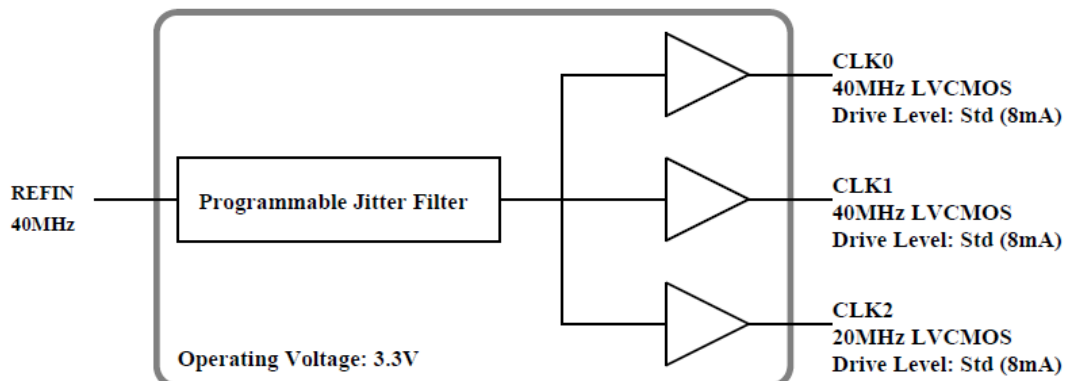 CLK0
40MHz LVCMOS
Drive Level: Std (8mA)
REFIN
40MHz
Programmable Jitter Filter
CLK1
40MHz LVCMOS
Drive Level: Std (8mA)
CLK2
20MHz LVCMOS
Drive Level: Std (8mA)
Operating Voltage: 3.3V